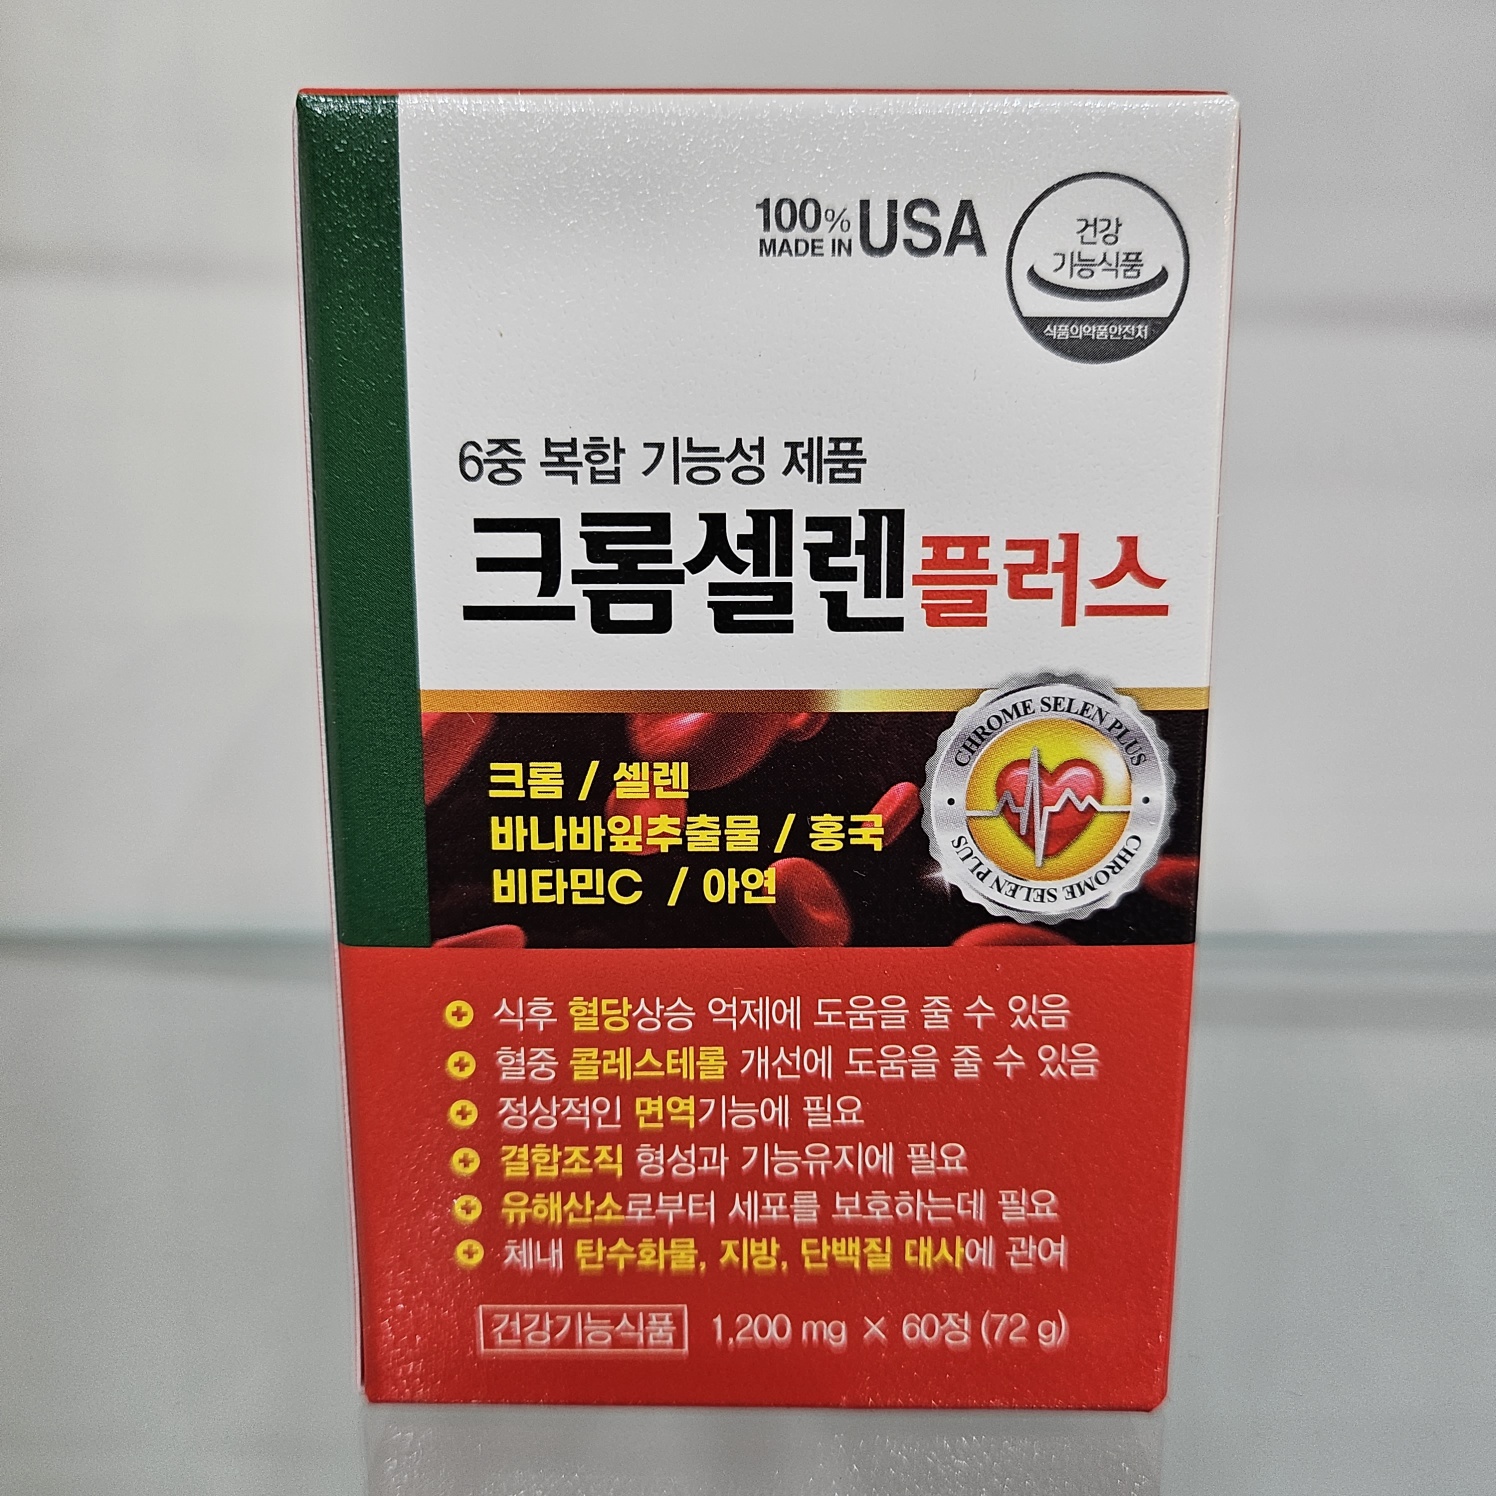 100% MADE IN USA
건강
기능식품
식품의약품안전처
6중 복합 기능성 제품
크롬셀렌플러스
CHROME SELEN PLUS
CHROME SELEN PLUS
크롬 / 셀렌
바나바잎추출물 / 홍국
비타민C / 아연
식후 혈당상승 억제에 도움을 줄 수 있음
혈중 콜레스테롤 개선에 도움을 줄 수 있음
정상적인 면역기능에 필요
결합조직 형성과 기능유지에 필요
유해산소로부터 세포를 보호하는데 필요
체내 탄수화물, 지방, 단백질 대사에 관여
건강기능식품 1,200 mg × 60정 (72 g)